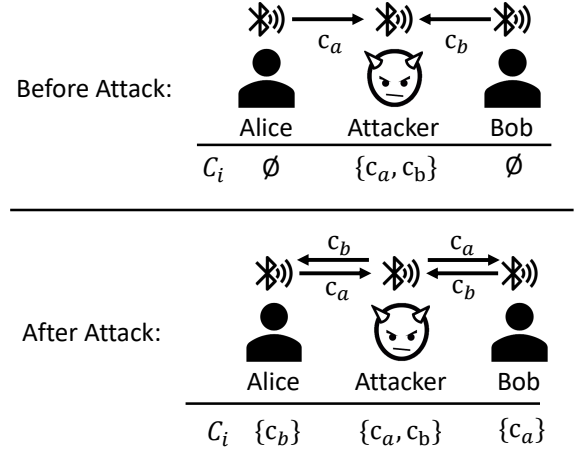 c_a c_b
Before Attack:
Alice Attacker Bob
C_i ∅ {c_a, c_b} ∅
c_b c_a
c_a c_b
After Attack:
Alice Attacker Bob
C_i {c_b} {c_a, c_b} {c_a}